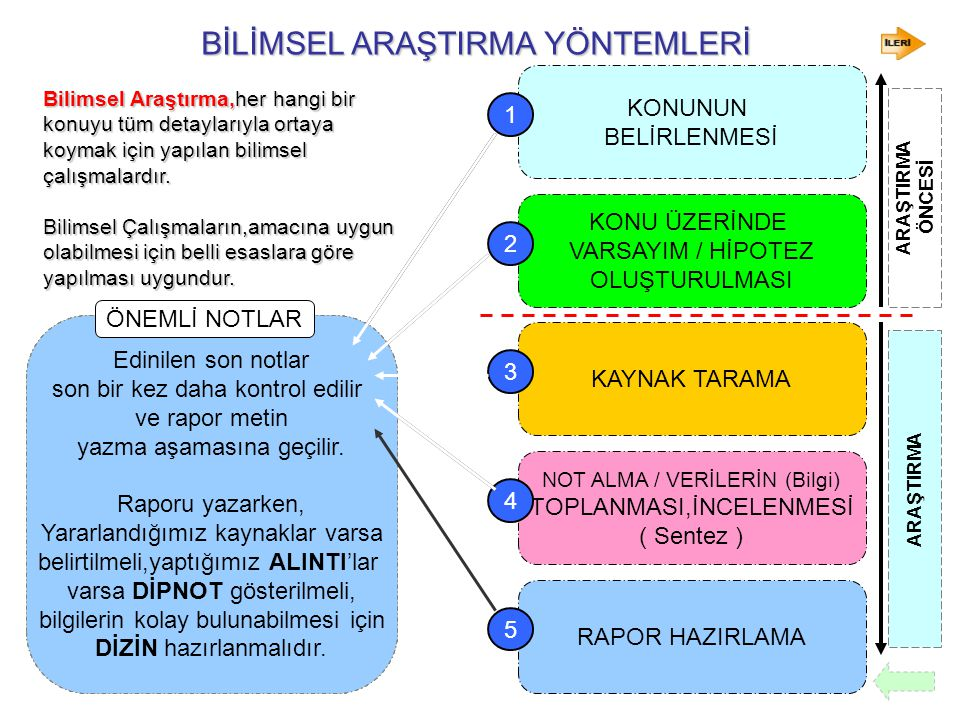 BİLİMSEL ARAŞTIRMA YÖNTEMLERİ
İLERİ
Bilimsel Araştırma,her hangi bir
konuyu tüm detaylarıyla ortaya
koymak için yapılan bilimsel
çalışmalardır.
Bilimsel Çalışmaların,amacına uygun
olabilmesi için belli esaslara göre
yapılması uygundur.
ÖNEMLİ NOTLAR
Edinilen son notlar
son bir kez daha kontrol edilir
ve rapor metin
yazma aşamasına geçilir.
Raporu yazarken,
Yararlandığımız kaynaklar varsa
belirtilmeli,yaptığımız ALINTI’lar
varsa DİPNOT gösterilmeli,
bilgilerin kolay bulunabilmesi için
DİZİN hazırlanmalıdır.
1
KONUNUN
BELİRLENMESİ
2
KONU ÜZERİNDE
VARSAYIM / HİPOTEZ
OLUŞTURULMASI
3
KAYNAK TARAMA
4
NOT ALMA / VERİLERİN (Bilgi)
TOPLANMASI,İNCELENMESİ
( Sentez )
5
RAPOR HAZIRLAMA
ARAŞTIRMA
ÖNCESİ
ARAŞTIRMA